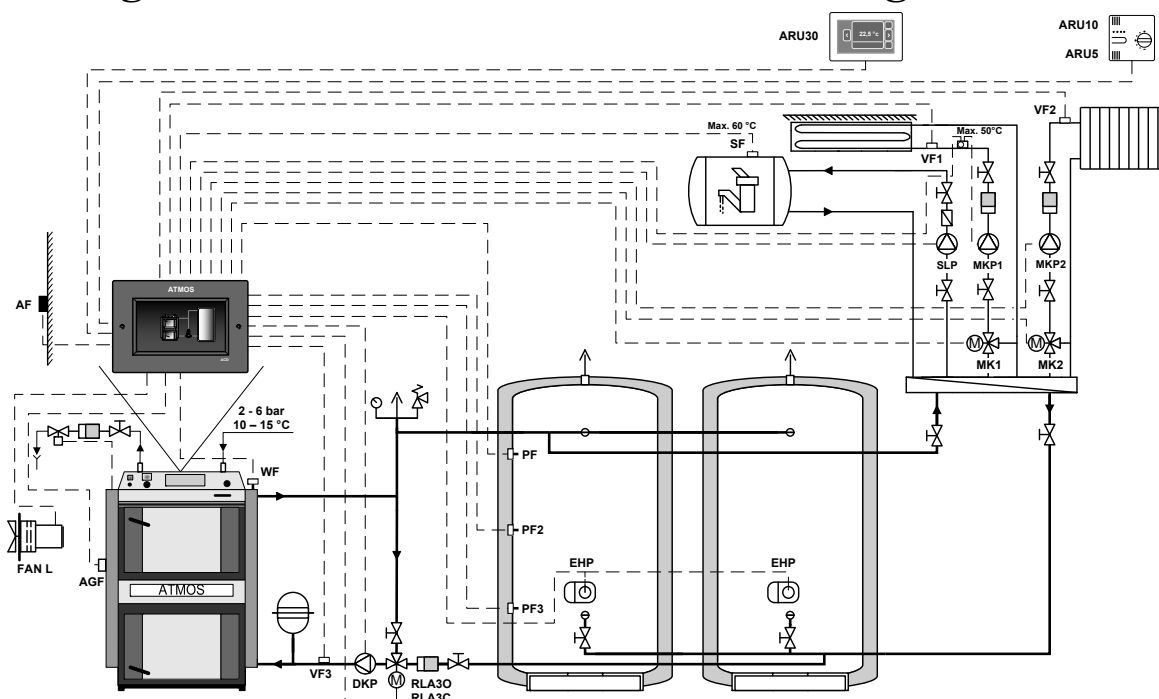 ARU30
22,5 °c
ARU10
ARU5
VF2
Max. 60 °C
SF
Max. 50°C
VF1
SLP
MKP1
MKP2
AF
ATMOS
ACD
M
MK1
M
MK2
2 - 6 bar
10 – 15 °C
WF
PF
PF2
FAN L
AGF
EHP
EHP
ATMOS
PF3
VF3
DKP
M
RLA3O
RLA3C